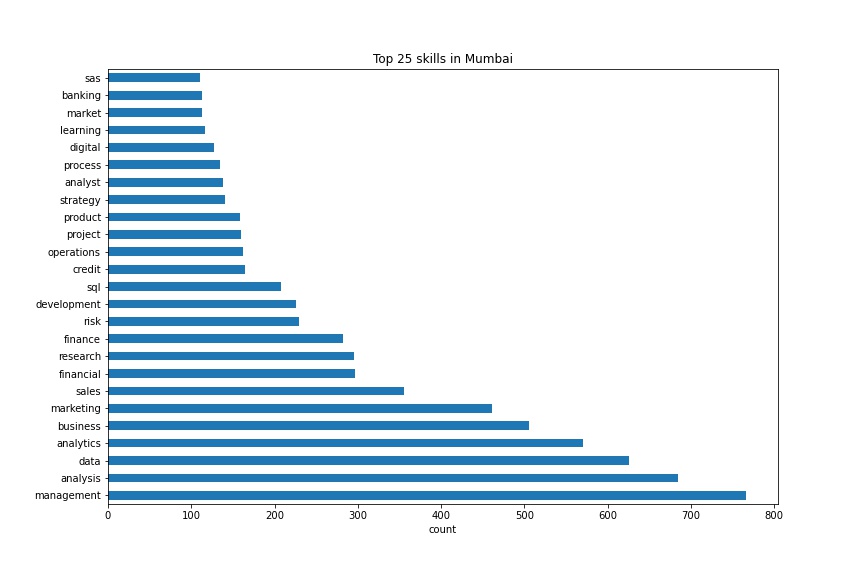 Top 25 skills in Mumbai
sas
banking
market
learning
digital
process
analyst
strategy
product
project
operations
credit
sql
development
risk
finance
research
financial
sales
marketing
business
analytics
data
analysis
management
0 100 200 300 400 500 600 700 800
count